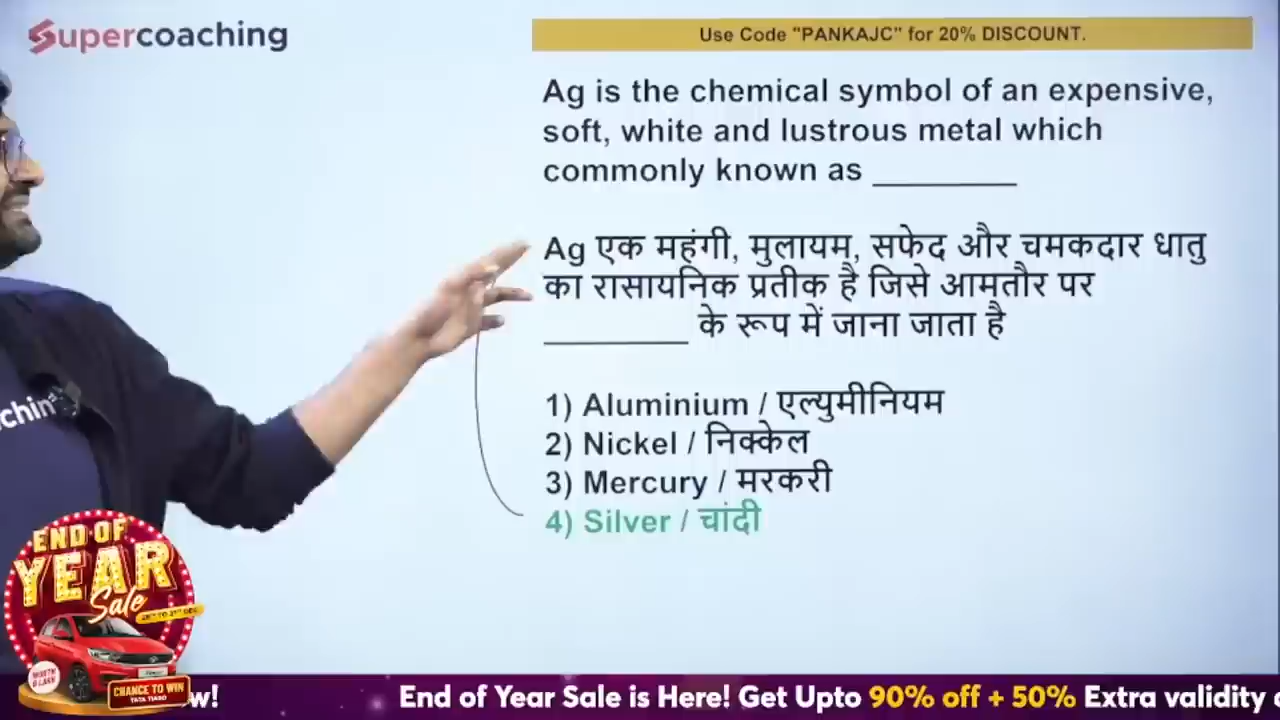 Supercoaching
Use Code "PANKAJC" for 20% DISCOUNT.
Ag is the chemical symbol of an expensive,
soft, white and lustrous metal which
commonly known as ________
Ag एक महंगी, मुलायम, सफेद और चमकदार धातु
का रासायनिक प्रतीक है जिसे आमतौर पर
________ के रूप में जाना जाता है
1) Aluminium / एल्युमीनियम
2) Nickel / निक्केल
3) Mercury / मरकरी
4) Silver / चांदी
chin
END OF
YEAR
Sale
CHANCE TO WIN
TATA TIAGO
w!
End of Year Sale is Here! Get Upto 90% off + 50% Extra validity